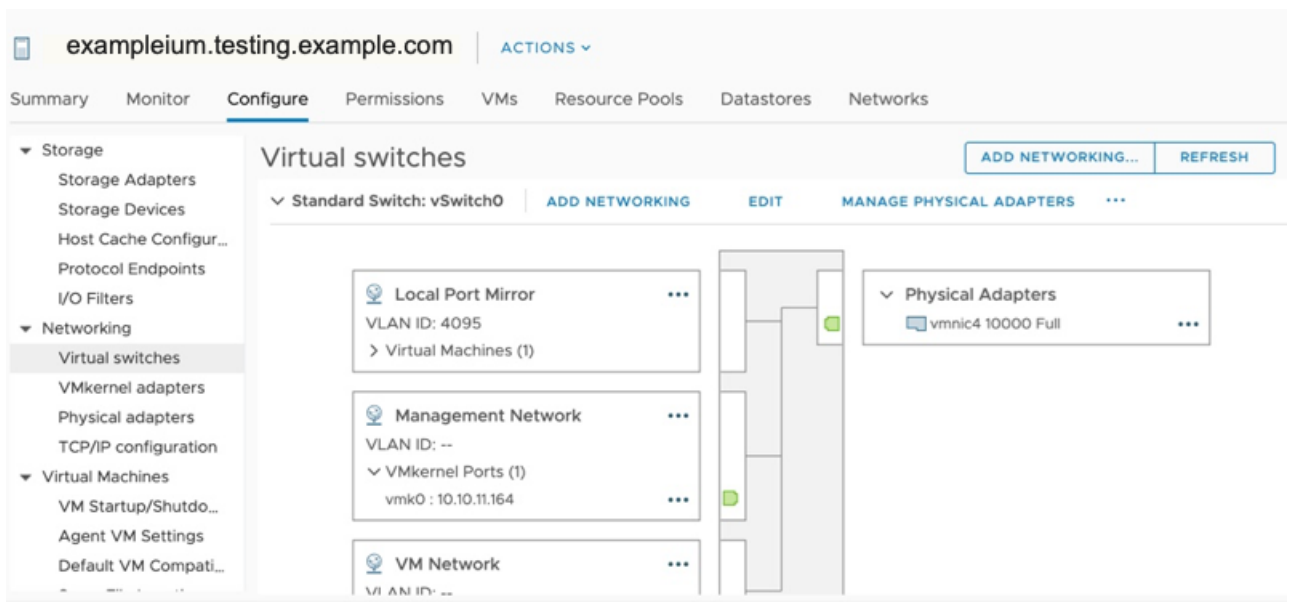 exampleium.testing.example.com ACTIONS
Summary Monitor Configure Permissions VMs Resource Pools Datastores Networks
Storage
Storage Adapters
Storage Devices
Host Cache Configur...
Protocol Endpoints
I/O Filters
Networking
Virtual switches
VMkernel adapters
Physical adapters
TCP/IP configuration
Virtual Machines
VM Startup/Shutdo...
Agent VM Settings
Default VM Compati...
Virtual switches
ADD NETWORKING... REFRESH
Standard Switch: vSwitch0 ADD NETWORKING EDIT MANAGE PHYSICAL ADAPTERS ...
Local Port Mirror ...
VLAN ID: 4095
Virtual Machines (1)
Management Network ...
VLAN ID: --
VMkernel Ports (1)
vmk0 : 10.10.11.164 ...
VM Network ...
VLAN ID: --
Physical Adapters
vmnic4 10000 Full ...